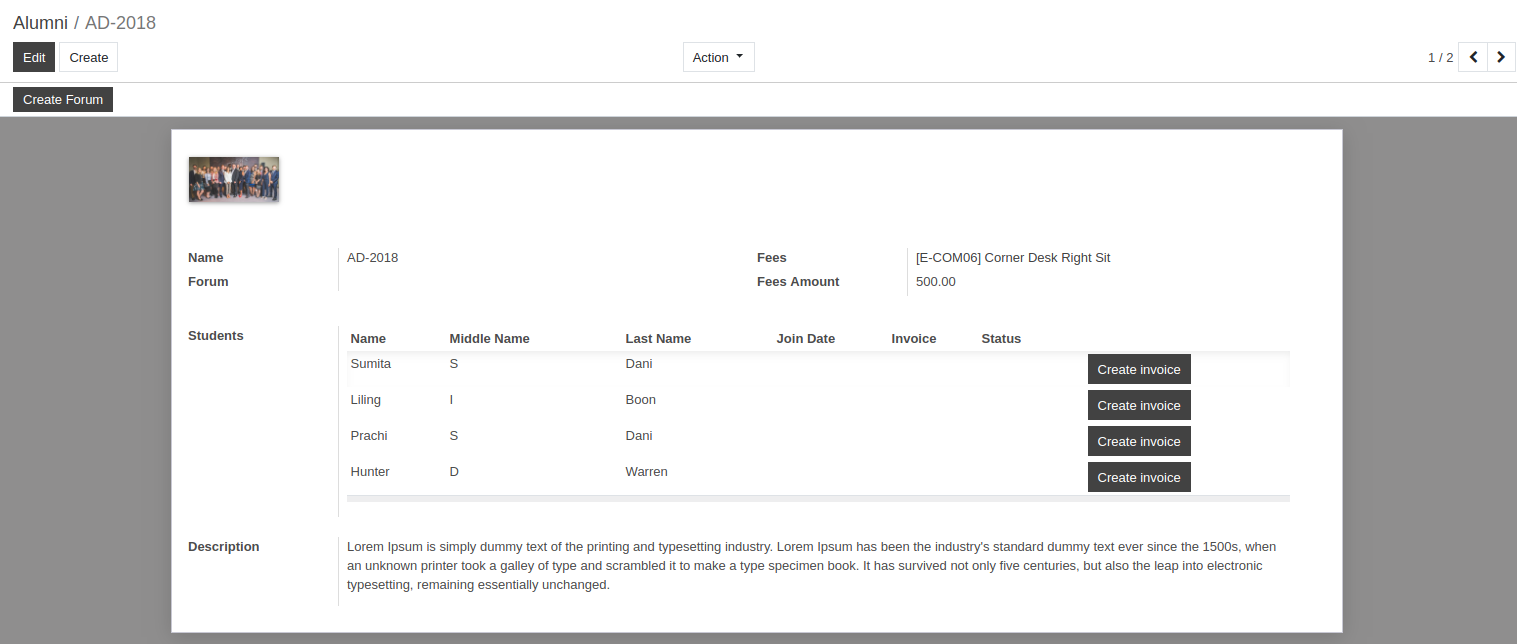 Alumni / AD-2018
Edit Create Action 1 / 2
Create Forum
Name AD-2018 Fees [E-COM06] Corner Desk Right Sit
Forum Fees Amount 500.00
Students Name Middle Name Last Name Join Date Invoice Status
Sumita S Dani Create invoice
Liling I Boon Create invoice
Prachi S Dani Create invoice
Hunter D Warren Create invoice
Description Lorem Ipsum is simply dummy text of the printing and typesetting industry. Lorem Ipsum has been the industry's standard dummy text ever since the 1500s, when
an unknown printer took a galley of type and scrambled it to make a type specimen book. It has survived not only five centuries, but also the leap into electronic
typesetting, remaining essentially unchanged.